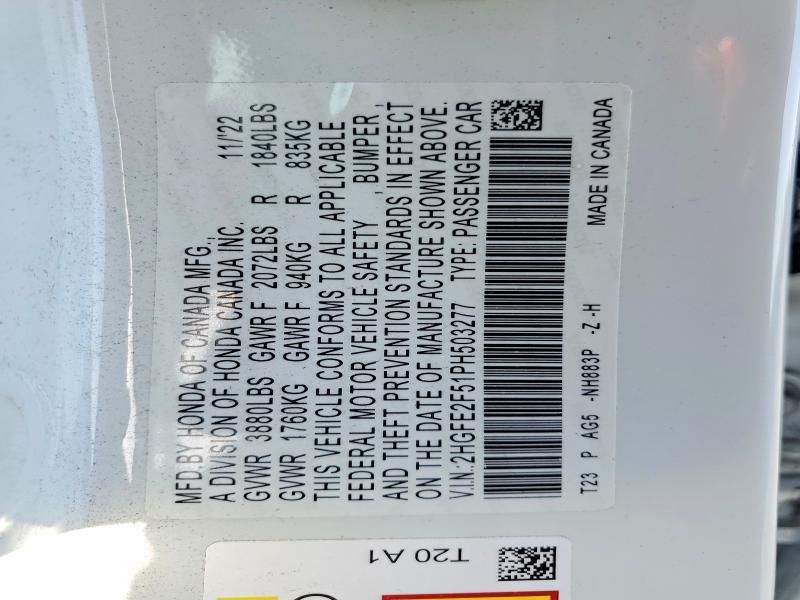 MFD.BY HONDA OF CANADA MFG.,
A DIVISION OF HONDA CANADA INC. 11/'22
GVWR 3880LBS GAWR F 2072LBS R 1840LBS
GVWR 1760KG GAWR F 940KG R 835KG
THIS VEHICLE CONFORMS TO ALL APPLICABLE
FEDERAL MOTOR VEHICLE SAFETY , BUMPER ,
AND THEFT PREVENTION STANDARDS IN EFFECT
ON THE DATE OF MANUFACTURE SHOWN ABOVE.
V.I.N.:2HGFE2F51PH503277 TYPE: PASSENGER CAR
T23 P AG5 -NH883P -Z -H MADE IN CANADA
T20 A1